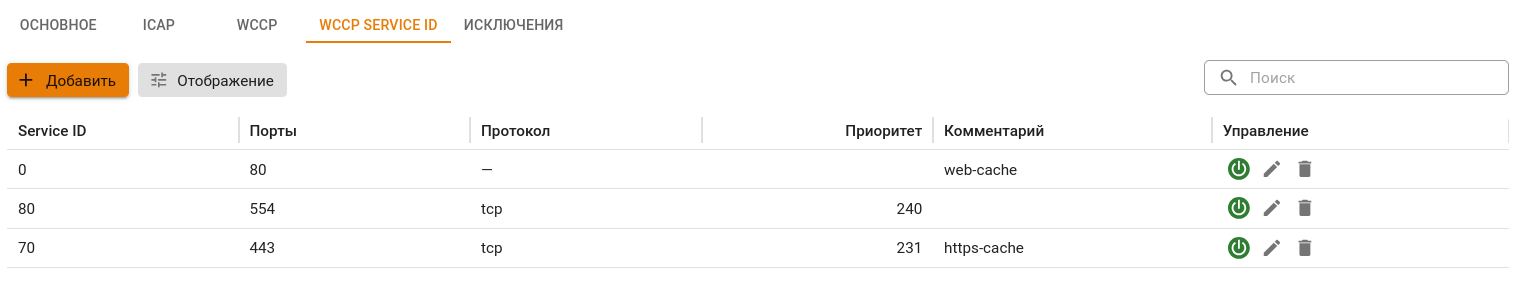 ОСНОВНОЕ ICAP WCCP WCCP SERVICE ID ИСКЛЮЧЕНИЯ
Добавить Отображение Поиск
Service ID Порты Протокол Приоритет Комментарий Управление
0 80 — web-cache
80 554 tcp 240
70 443 tcp 231 https-cache